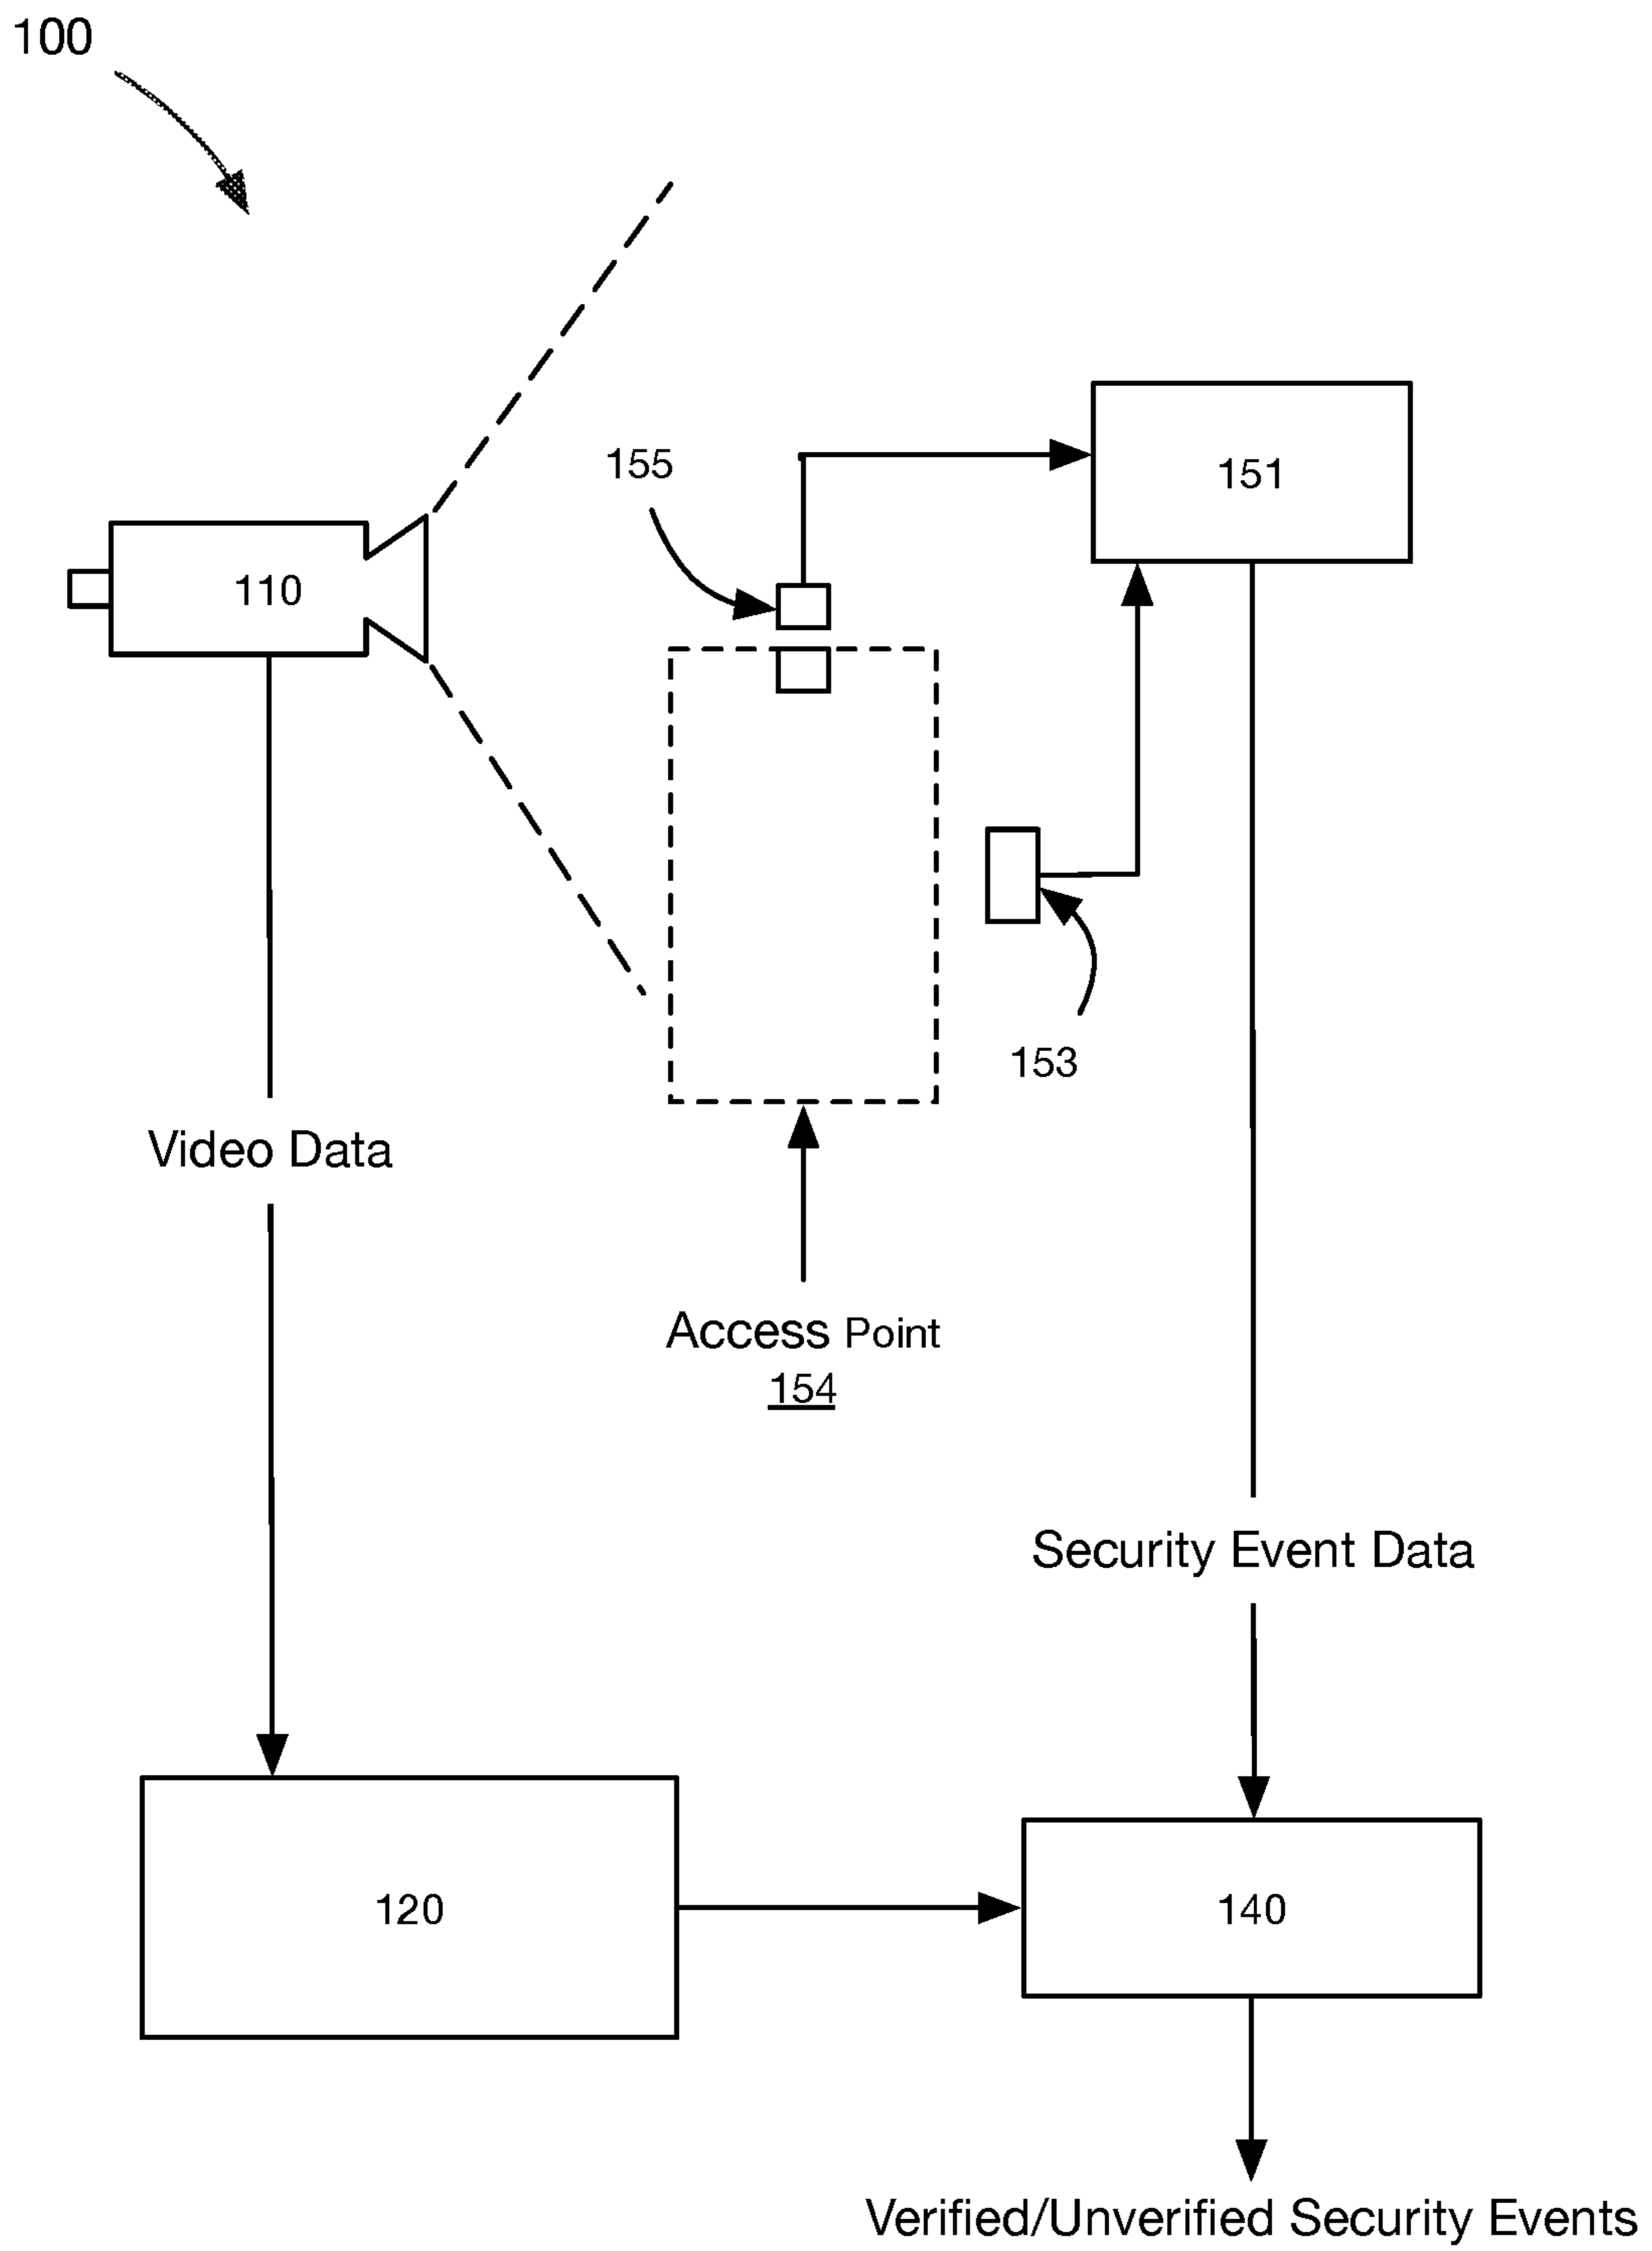 100
155
151
110
153
Video Data
Access Point
154
Security Event Data
120
140
Verified/Unverified Security Events